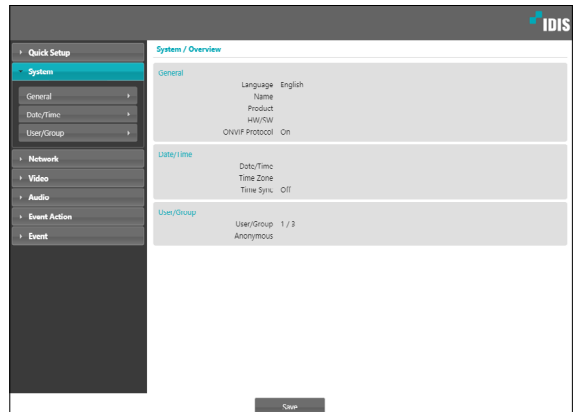 IDIS
Quick Setup
System
General
Date/Time
User/Group
Network
Video
Audio
Event Action
Event
System / Overview
General
Language English
Name
Product
HW/SW
ONVIF Protocol On
Date/Time
Date/Time
Time Zone
Time Sync Off
User/Group
User/Group 1 / 3
Anonymous
Save